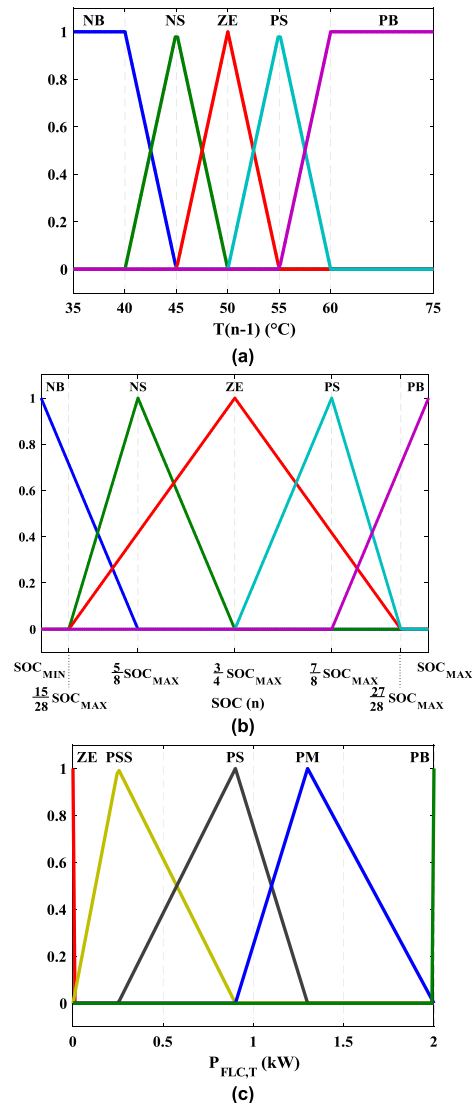 NB NS ZE PS PB
1
0.8
0.6
0.4
0.2
0
35 40 45 50 55 60 75
T(n-1) (°C)
(a)
NB NS ZE PS PB
1
0.8
0.6
0.4
0.2
0
SOC_MIN 5/8 SOC_MAX 3/4 SOC_MAX 7/8 SOC_MAX SOC_MAX
15/28 SOC_MAX SOC (n) 27/28 SOC_MAX
(b)
ZE PSS PS PM PB
1
0.8
0.6
0.4
0.2
0
0 0.5 1 1.5 2
P_FLC,T (kW)
(c)